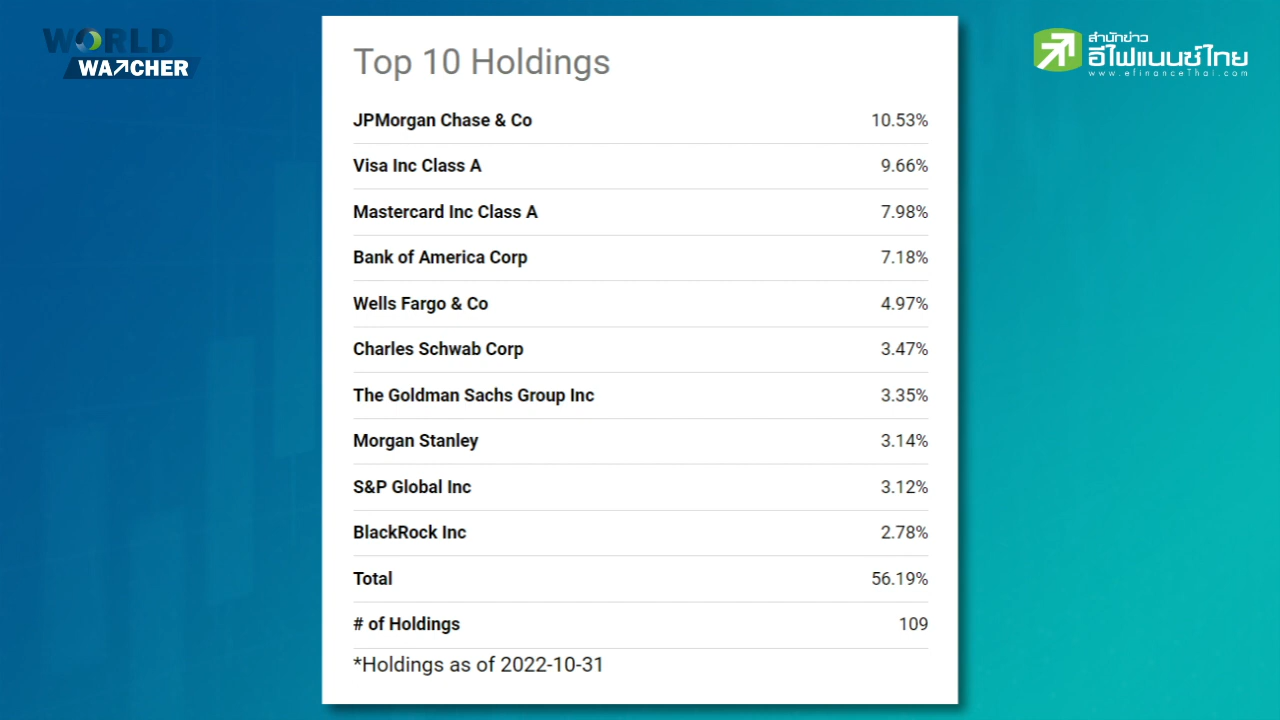 WORLD
WATCHER
สำนักข่าว
อีไฟแนนซ์ไทย
www.efinanceThai.com
Top 10 Holdings
JPMorgan Chase & Co 10.53%
Visa Inc Class A 9.66%
Mastercard Inc Class A 7.98%
Bank of America Corp 7.18%
Wells Fargo & Co 4.97%
Charles Schwab Corp 3.47%
The Goldman Sachs Group Inc 3.35%
Morgan Stanley 3.14%
S&P Global Inc 3.12%
BlackRock Inc 2.78%
Total 56.19%
# of Holdings 109
*Holdings as of 2022-10-31